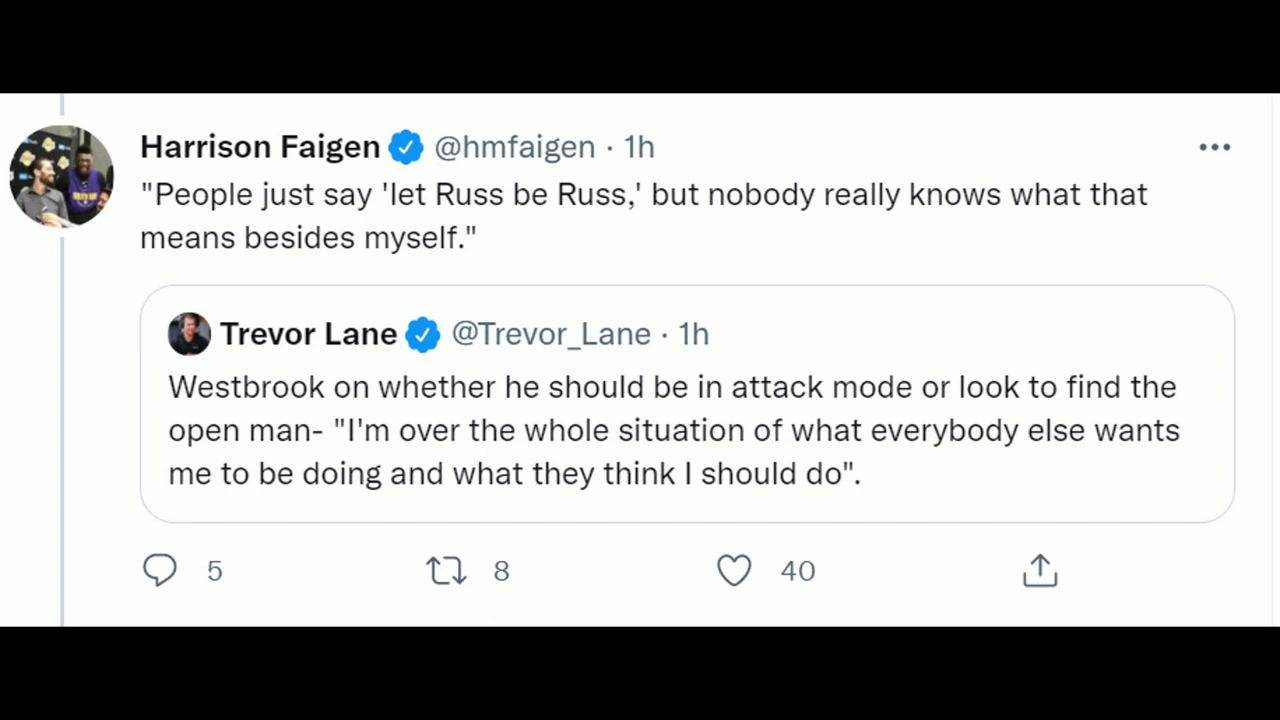 Harrison Faigen @hmfaigen · 1h
"People just say 'let Russ be Russ,' but nobody really knows what that
means besides myself."
Trevor Lane @Trevor_Lane · 1h
Westbrook on whether he should be in attack mode or look to find the
open man- "I'm over the whole situation of what everybody else wants
me to be doing and what they think I should do".
5 8 40